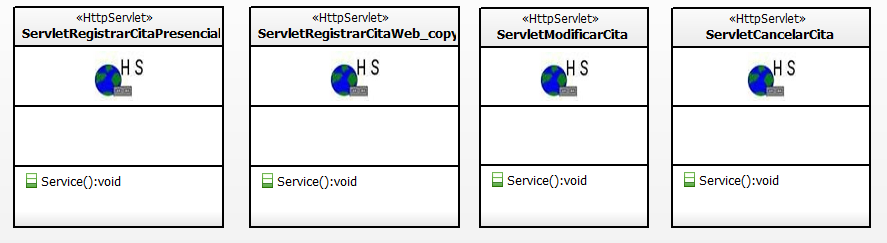 «HttpServlet»
ServletRegistrarCitaPresencial
H S
Service():void
«HttpServlet»
ServletRegistrarCitaWeb_copy
H S
Service():void
«HttpServlet»
ServletModificarCita
H S
Service():void
«HttpServlet»
ServletCancelarCita
H S
Service():void